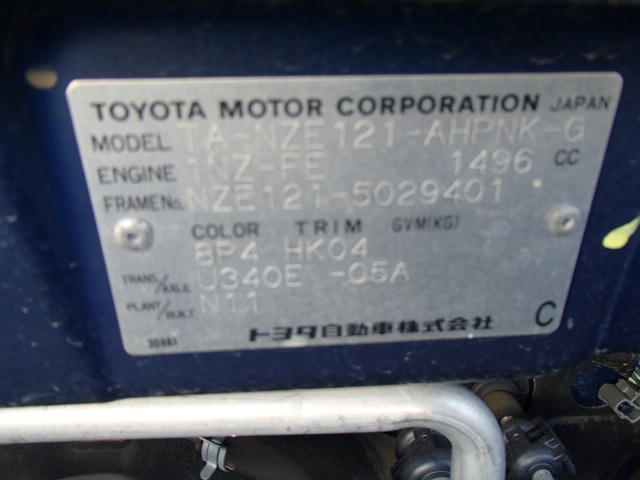 TOYOTA MOTOR CORPORATION JAPAN
MODEL TA-NZE121-AHPNK-G
ENGINE 1NZ-FE 1496 CC
FRAME No. NZE121-5029401
COLOR TRIM GVM(KG)
8P4 HK04
TRANS./AXLE U340E -05A
PLANT/BUILT N11
トヨタ自動車株式会社 C
30661